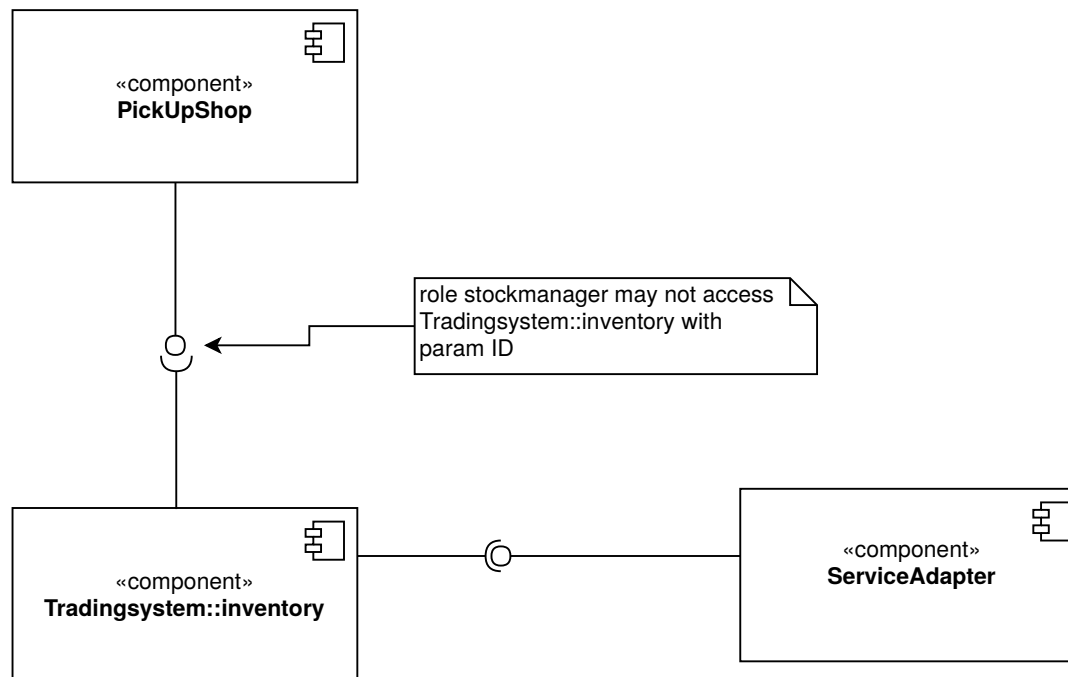 «component»
PickUpShop
role stockmanager may not access
Tradingsystem::inventory with
param ID
«component»
Tradingsystem::inventory
«component»
ServiceAdapter